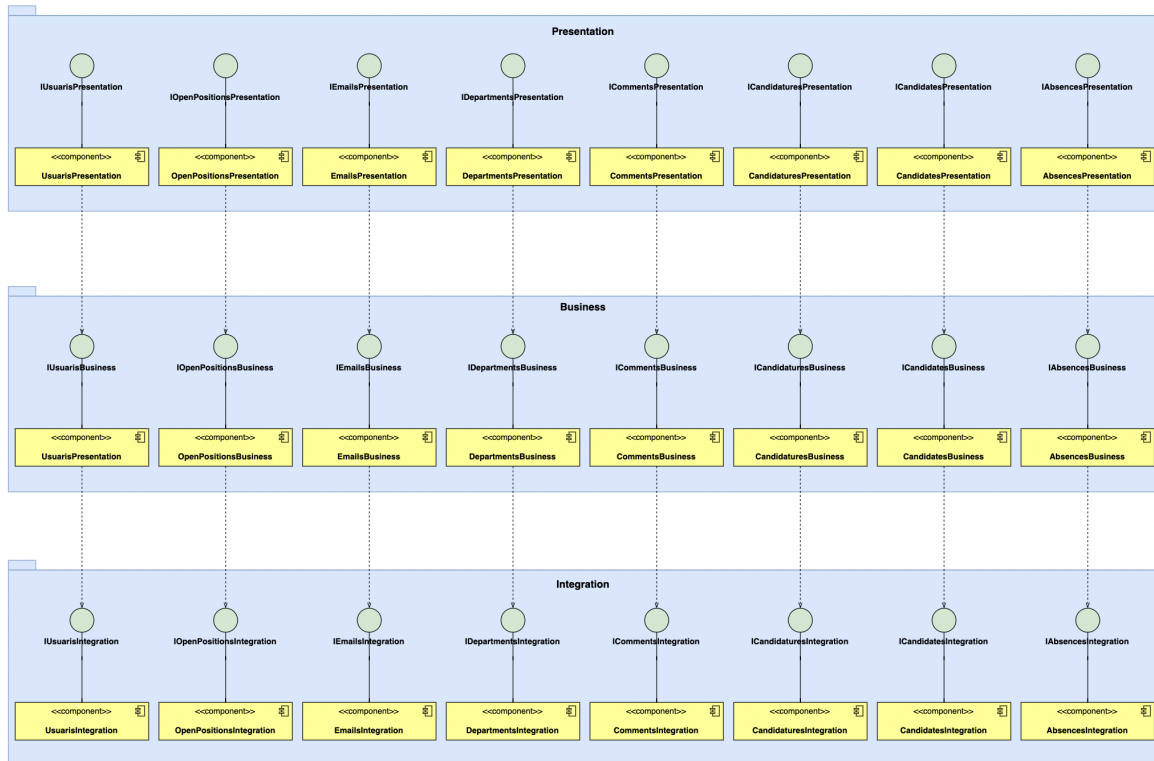 Presentation
IUsuarisPresentation
IOpenPositionsPresentation
IEmailsPresentation
IDepartmentsPresentation
ICommentsPresentation
ICandidaturesPresentation
ICandidatesPresentation
IAbsencesPresentation
<<component>> <<component>> <<component>> <<component>> <<component>> <<component>> <<component>> <<component>>
UsuarisPresentation OpenPositionsPresentation EmailsPresentation DepartmentsPresentation CommentsPresentation CandidaturesPresentation CandidatesPresentation AbsencesPresentation
Business
IUsuarisBusiness IOpenPositionsBusiness IEmailsBusiness IDepartmentsBusiness ICommentsBusiness ICandidaturesBusiness ICandidatesBusiness IAbsencesBusiness
<<component>> <<component>> <<component>> <<component>> <<component>> <<component>> <<component>> <<component>>
UsuarisPresentation OpenPositionsBusiness EmailsBusiness DepartmentsBusiness CommentsBusiness CandidaturesBusiness CandidatesBusiness AbsencesBusiness
Integration
IUsuarisIntegration IOpenPositionsIntegration IEmailsIntegration IDepartmentsIntegration ICommentsIntegration ICandidaturesIntegration ICandidatesIntegration IAbsencesIntegration
<<component>> <<component>> <<component>> <<component>> <<component>> <<component>> <<component>> <<component>>
UsuarisIntegration OpenPositionsIntegration EmailsIntegration DepartmentsIntegration CommentsIntegration CandidaturesIntegration CandidatesIntegration AbsencesIntegration